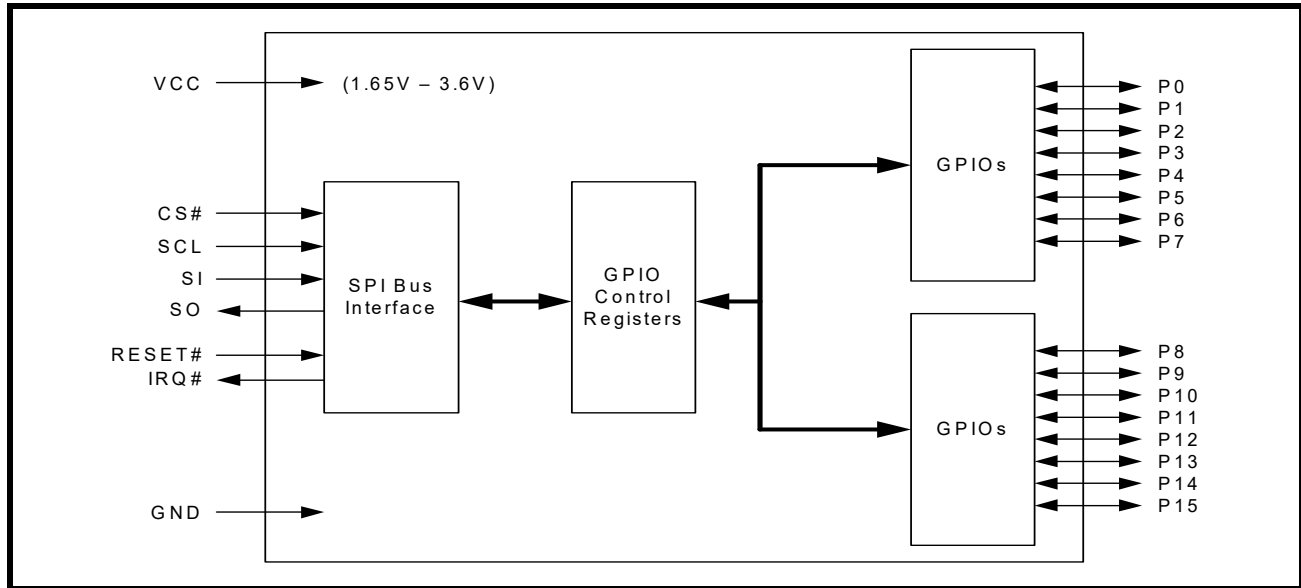 VCC
(1.65V – 3.6V)
CS#
SCL
SI
SO
RESET#
IRQ#
GND
SPI Bus
Interface
GPIO
Control
Registers
GPIOs
P0
P1
P2
P3
P4
P5
P6
P7
GPIOs
P8
P9
P10
P11
P12
P13
P14
P15